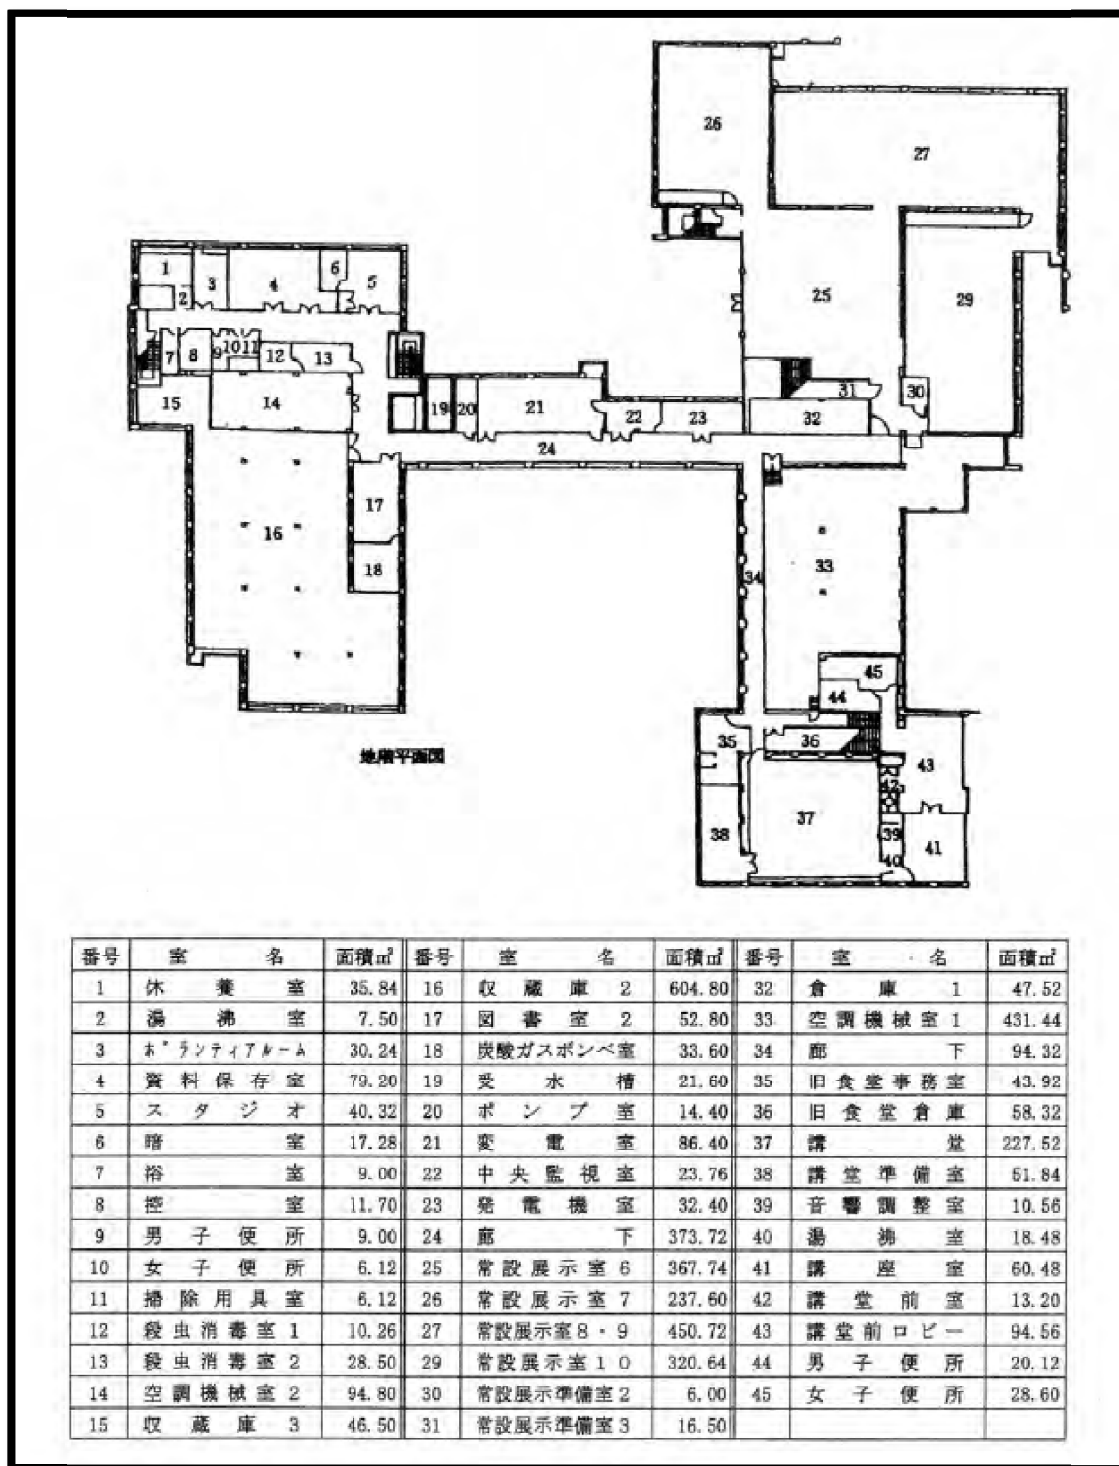 26
27
1
2
3
4
6
5
25
29
7
8
9
10
11
12
13
30
31
15
14
19
20
21
22
23
32
24
17
16
33
18
34
45
44
35
36
43
42
37
38
39
40
41
地階平面図
番号 室名 面積㎡ 番号 室名 面積㎡ 番号 室名 面積㎡
1 休養室 35.84 16 収蔵庫2 604.80 32 倉庫1 47.52
2 湯沸室 7.50 17 図書室2 52.80 33 空調機械室1 431.44
3 ボランティアルーム 30.24 18 炭酸ガスボンベ室 33.60 34 廊下 94.32
4 資料保存室 79.20 19 受水槽 21.60 35 旧食堂事務室 43.92
5 スタジオ 40.32 20 ポンプ室 14.40 36 旧食堂倉庫 58.32
6 暗室 17.28 21 変電室 86.40 37 講堂 227.52
7 浴室 9.00 22 中央監視室 23.76 38 講堂準備室 51.84
8 控室 11.70 23 発電機室 32.40 39 音響調整室 10.56
9 男子便所 9.00 24 廊下 373.72 40 湯沸室 18.48
10 女子便所 6.12 25 常設展示室6 367.74 41 講座室 60.48
11 掃除用具室 6.12 26 常設展示室7 237.60 42 講堂前室 13.20
12 殺虫消毒室1 10.26 27 常設展示室8・9 450.72 43 講堂前ロビー 94.56
13 殺虫消毒室2 28.50 29 常設展示室10 320.64 44 男子便所 20.12
14 空調機械室2 94.80 30 常設展示準備室2 6.00 45 女子便所 28.60
15 収蔵庫3 46.50 31 常設展示準備室3 16.50